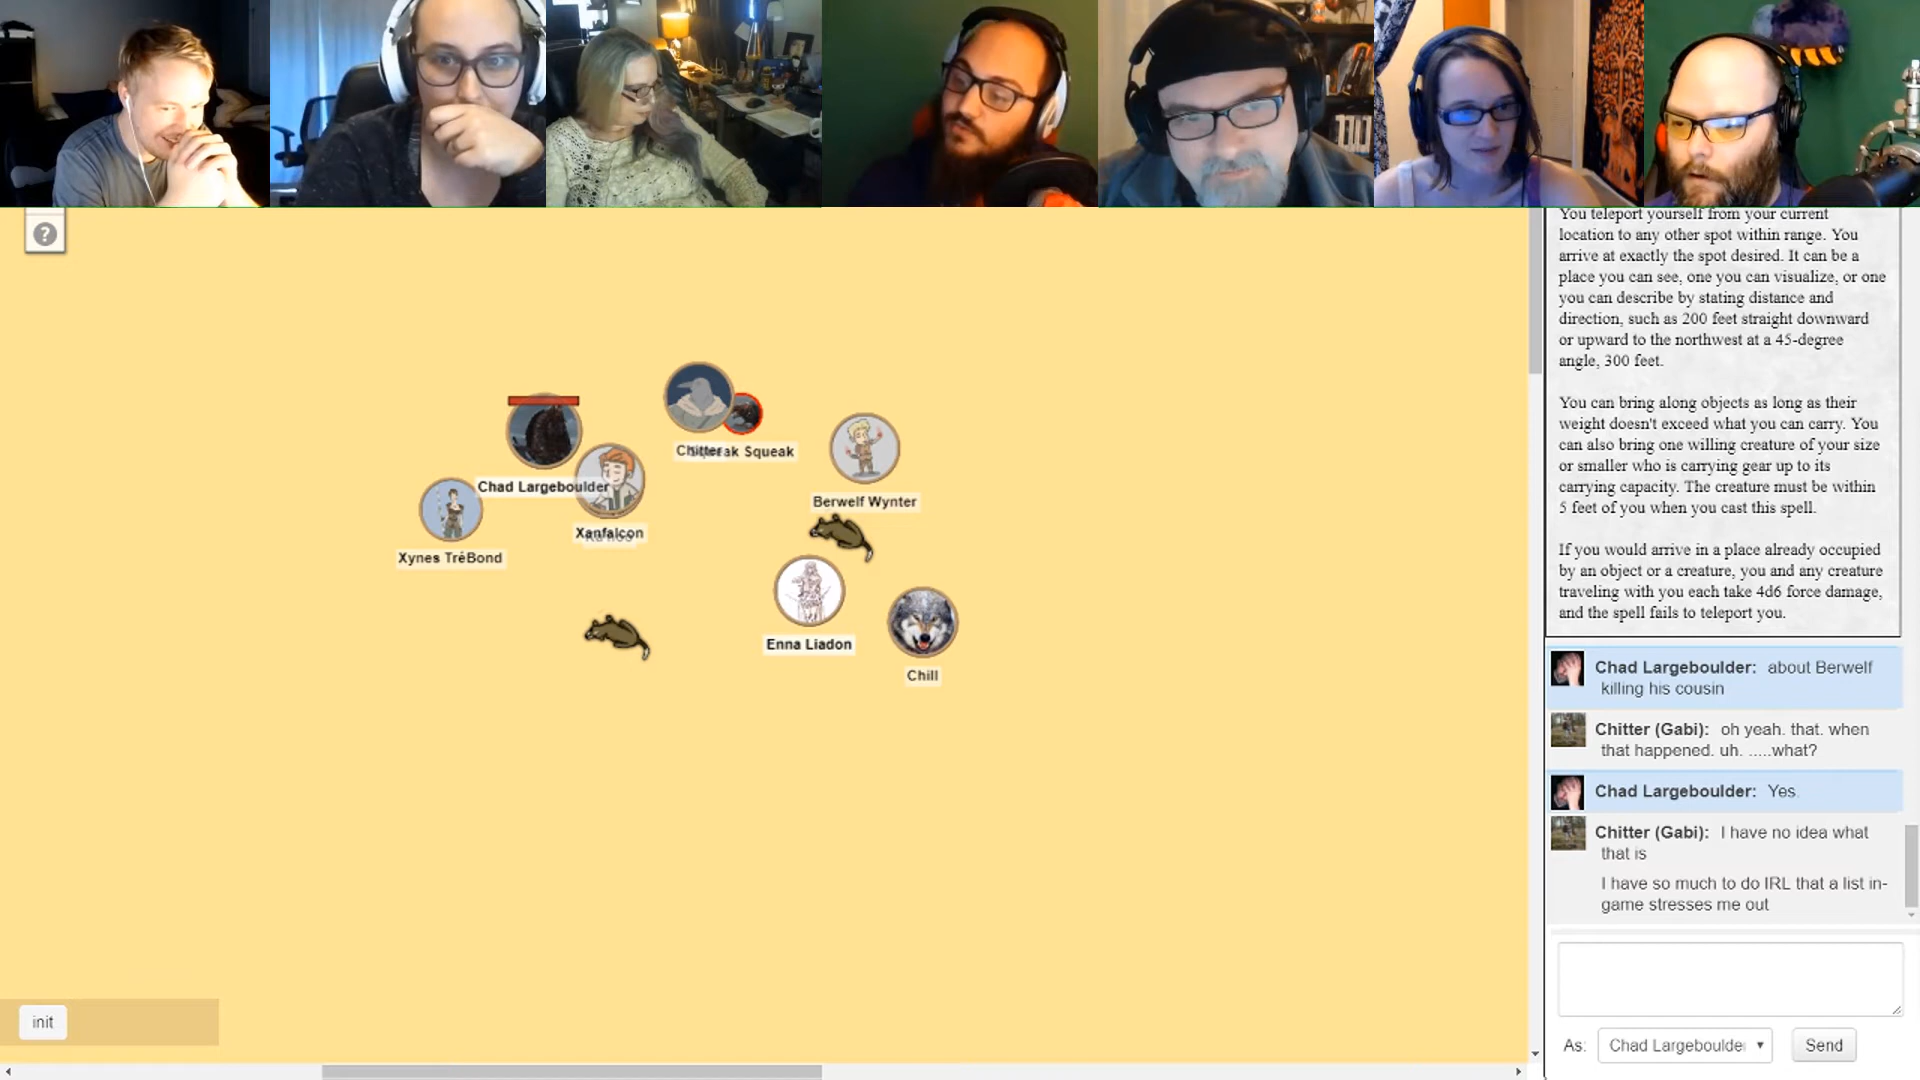 ?
Chitter
ak Squeak
Chad Largeboulder
Berwelf Wynter
Xanfalcon
Xynes TréBond
Enna Liadon
Chill
init
You teleport yourself from your current
location to any other spot within range. You
arrive at exactly the spot desired. It can be a
place you can see, one you can visualize, or one
you can describe by stating distance and
direction, such as 200 feet straight downward
or upward to the northwest at a 45-degree
angle, 300 feet.
You can bring along objects as long as their
weight doesn't exceed what you can carry. You
can also bring one willing creature of your size
or smaller who is carrying gear up to its
carrying capacity. The creature must be within
5 feet of you when you cast this spell.
If you would arrive in a place already occupied
by an object or a creature, you and any creature
traveling with you each take 4d6 force damage,
and the spell fails to teleport you.
Chad Largeboulder: about Berwelf
killing his cousin
Chitter (Gabi): oh yeah. that. when
that happened. uh. .....what?
Chad Largeboulder: Yes.
Chitter (Gabi): I have no idea what
that is
I have so much to do IRL that a list in-
game stresses me out
As: Chad Largeboulde
Send